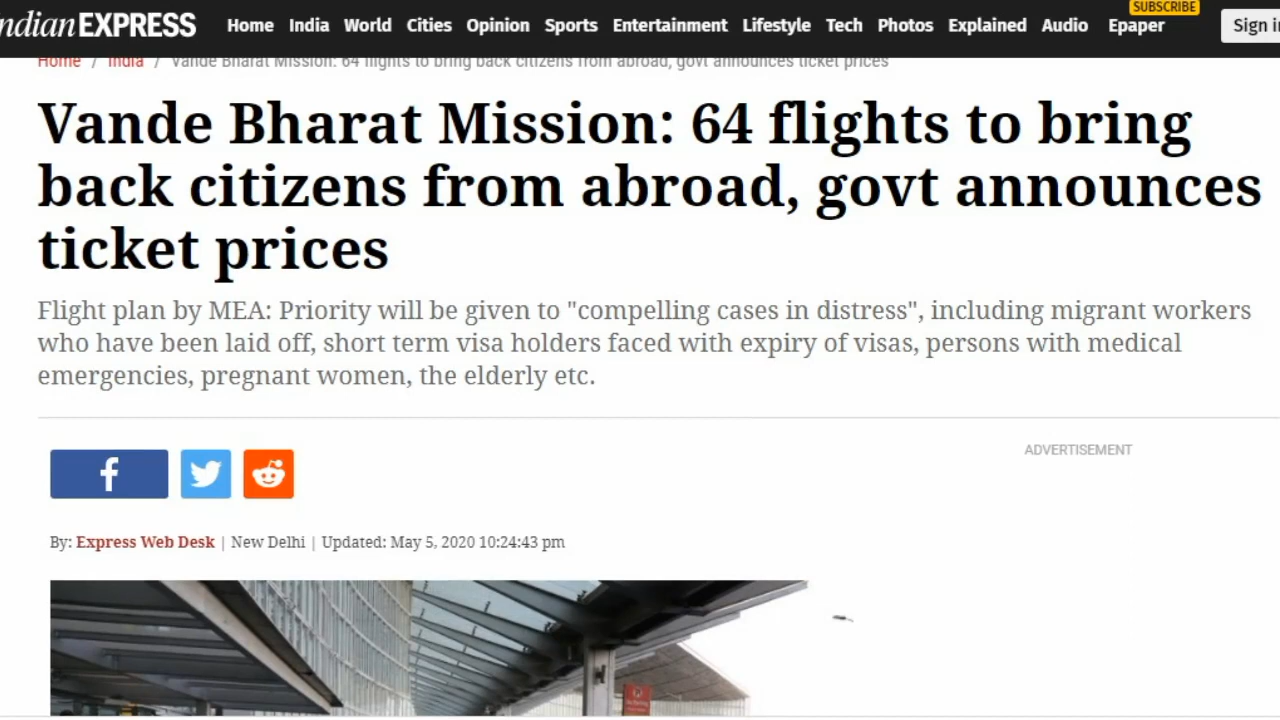 SUBSCRIBE
ndian EXPRESS Home India World Cities Opinion Sports Entertainment Lifestyle Tech Photos Explained Audio Epaper Sign i
Home / India / Vande Bharat Mission: 64 flights to bring back citizens from abroad, govt announces ticket prices
Vande Bharat Mission: 64 flights to bring
back citizens from abroad, govt announces
ticket prices
Flight plan by MEA: Priority will be given to "compelling cases in distress", including migrant workers
who have been laid off, short term visa holders faced with expiry of visas, persons with medical
emergencies, pregnant women, the elderly etc.
ADVERTISEMENT
By: Express Web Desk | New Delhi | Updated: May 5, 2020 10:24:43 pm